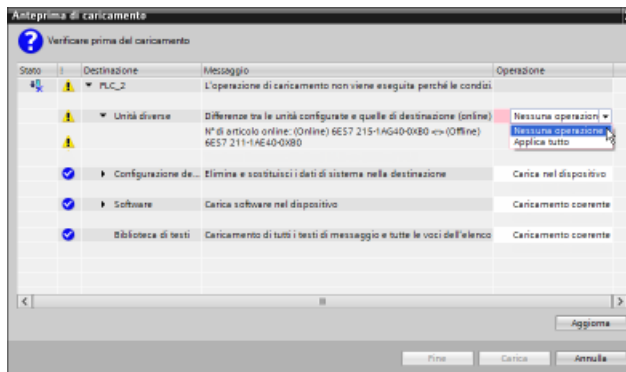 Anteprima di caricamento
Verificare prima del caricamento
Stato ! Destinazione Messaggio Operazione
PLC_2 L'operazione di caricamento non viene eseguita perché le condizi
Unità diverse Differenze tra le unità configurate e quelle di destinazione (online) Nessuna operazion
N° di articolo online: (Online) 6ES7 215-1AG40-0XB0 <=> (Offline) Nessuna operazione
6ES7 211-1AE40-0XB0 Applica tutto
Configurazione de... Elimina e sostituisci i dati di sistema nella destinazione Carica nel dispositivo
Software Carica software nel dispositivo Caricamento coerente
Biblioteca di testi Caricamento di tutti i testi di messaggio e tutte le voci dell'elenco Caricamento coerente
Aggiorna
Fine Carica Annulla